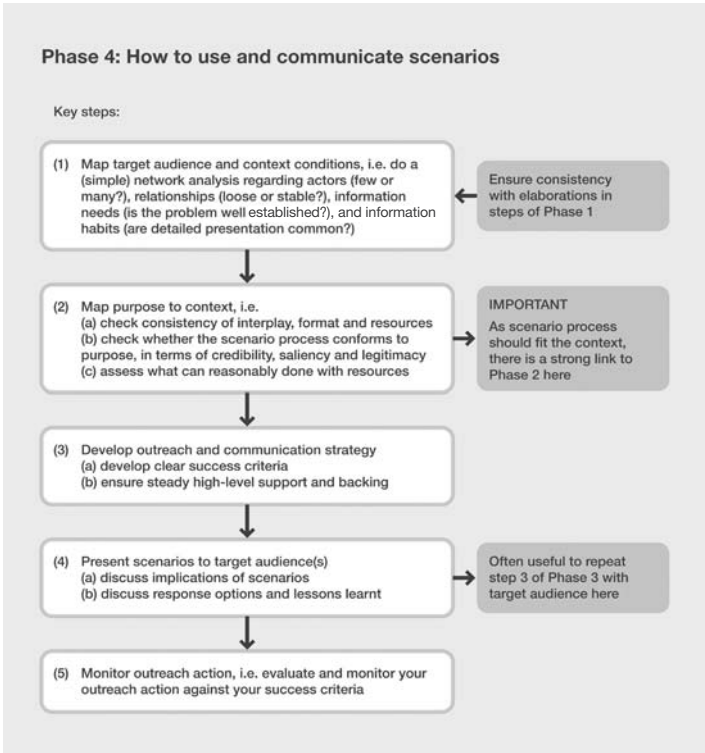 Phase 4: How to use and communicate scenarios
Key steps:
(1) Map target audience and context conditions, i.e. do a
(simple) network analysis regarding actors (few or
many?), relationships (loose or stable?), information
needs (is the problem well established?), and information
habits (are detailed presentation common?)
Ensure consistency
with elaborations in
steps of Phase 1
(2) Map purpose to context, i.e.
(a) check consistency of interplay, format and resources
(b) check whether the scenario process conforms to
purpose, in terms of credibility, saliency and legitimacy
(c) assess what can reasonably done with resources
IMPORTANT
As scenario process
should fit the context,
there is a strong link to
Phase 2 here
(3) Develop outreach and communication strategy
(a) develop clear success criteria
(b) ensure steady high-level support and backing
(4) Present scenarios to target audience(s)
(a) discuss implications of scenarios
(b) discuss response options and lessons learnt
Often useful to repeat
step 3 of Phase 3 with
target audience here
(5) Monitor outreach action, i.e. evaluate and monitor your
outreach action against your success criteria